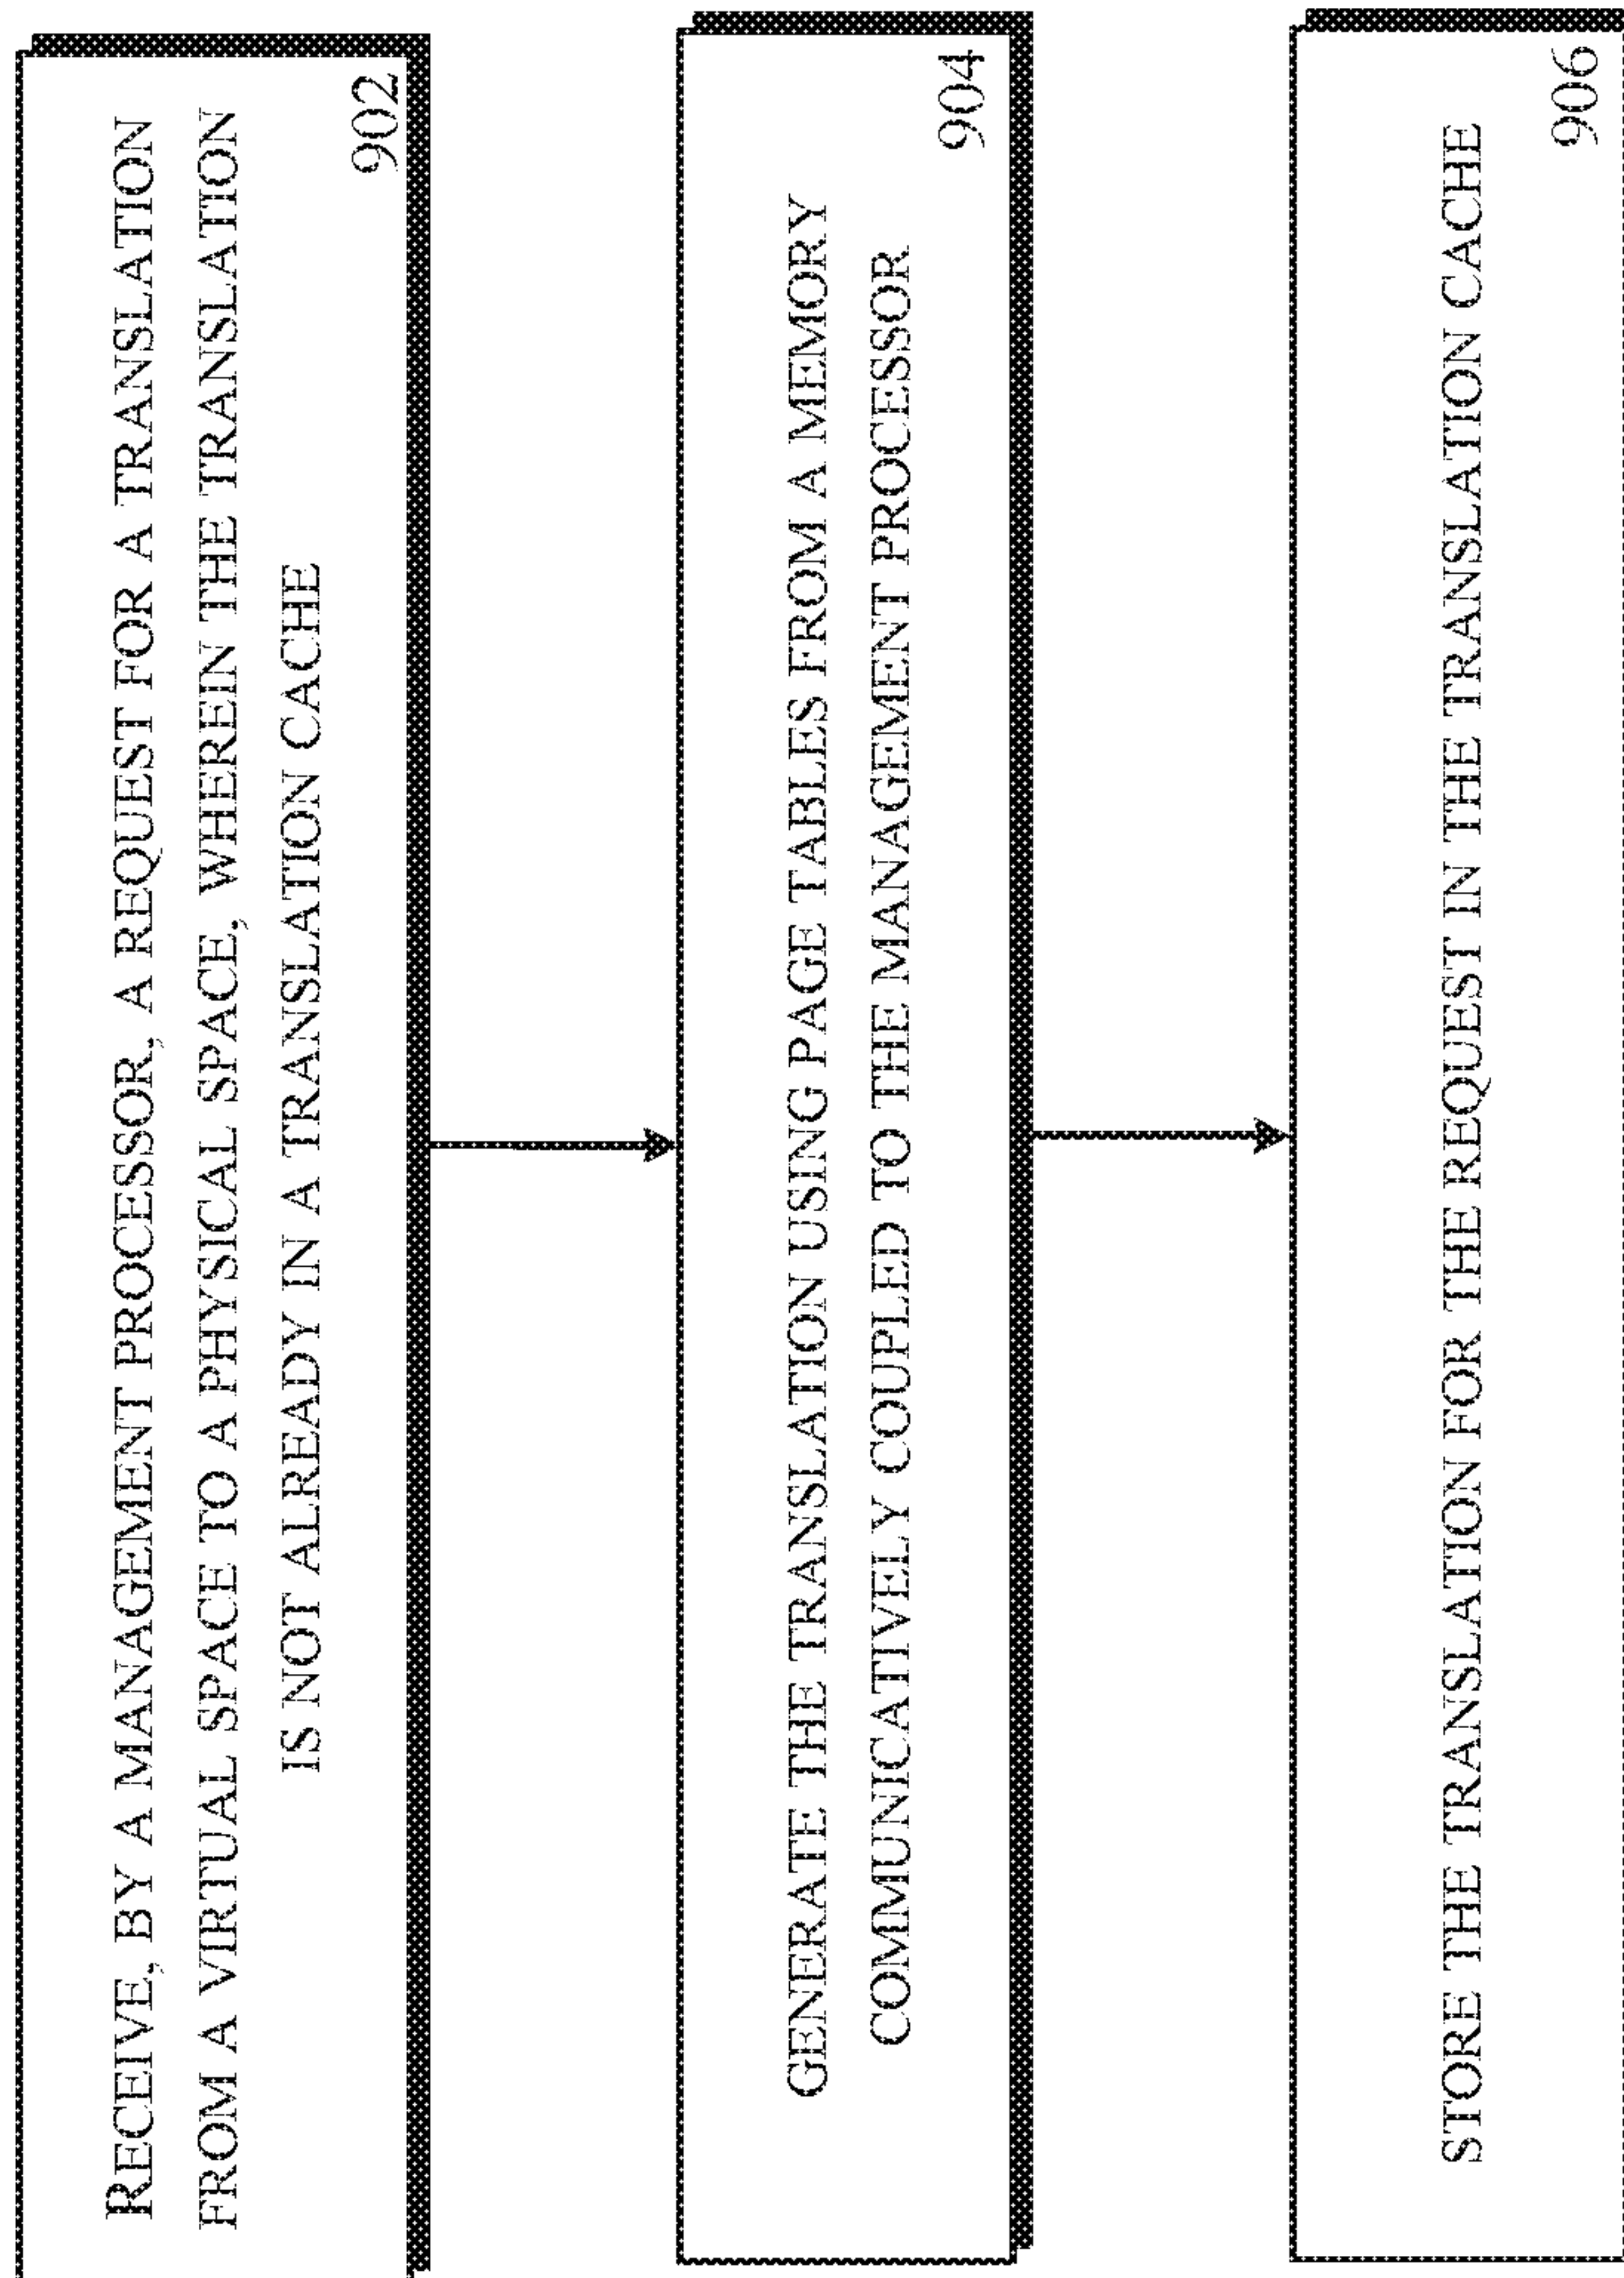 RECEIVE, BY A MANAGEMENT PROCESSOR, A REQUEST FOR A TRANSLATION
FROM A VIRTUAL SPACE TO A PHYSICAL SPACE, WHEREIN THE TRANSLATION
IS NOT ALREADY IN A TRANSLATION CACHE
902
GENERATE THE TRANSLATION USING PAGE TABLES FROM A MEMORY
COMMUNICATIVELY COUPLED TO THE MANAGEMENT PROCESSOR
904
STORE THE TRANSLATION FOR THE REQUEST IN THE TRANSLATION CACHE
906